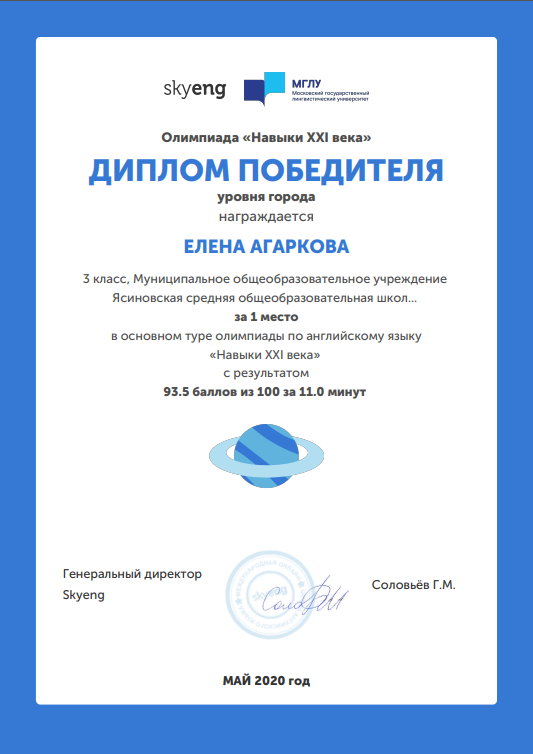 skyeng
МГЛУ
Московский государственный
лингвистический университет
Олимпиада «Навыки XXI века»
ДИПЛОМ ПОБЕДИТЕЛЯ
уровня города
награждается
ЕЛЕНА АГАРКОВА
3 класс, Муниципальное общеобразовательное учреждение
Ясиновская средняя общеобразовательная школ...
за 1 место
в основном туре олимпиады по английскому языку
«Навыки XXI века»
с результатом
93.5 баллов из 100 за 11.0 минут
Генеральный директор
Skyeng
skyeng
Соловьёв Г.М.
МАЙ 2020 год